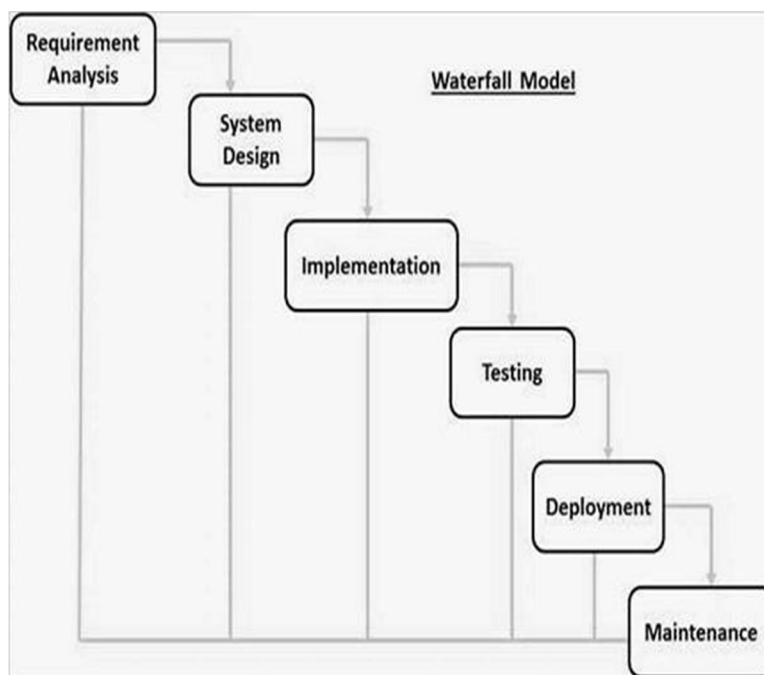 Requirement
Analysis
Waterfall Model
System
Design
Implementation
Testing
Deployment
Maintenance